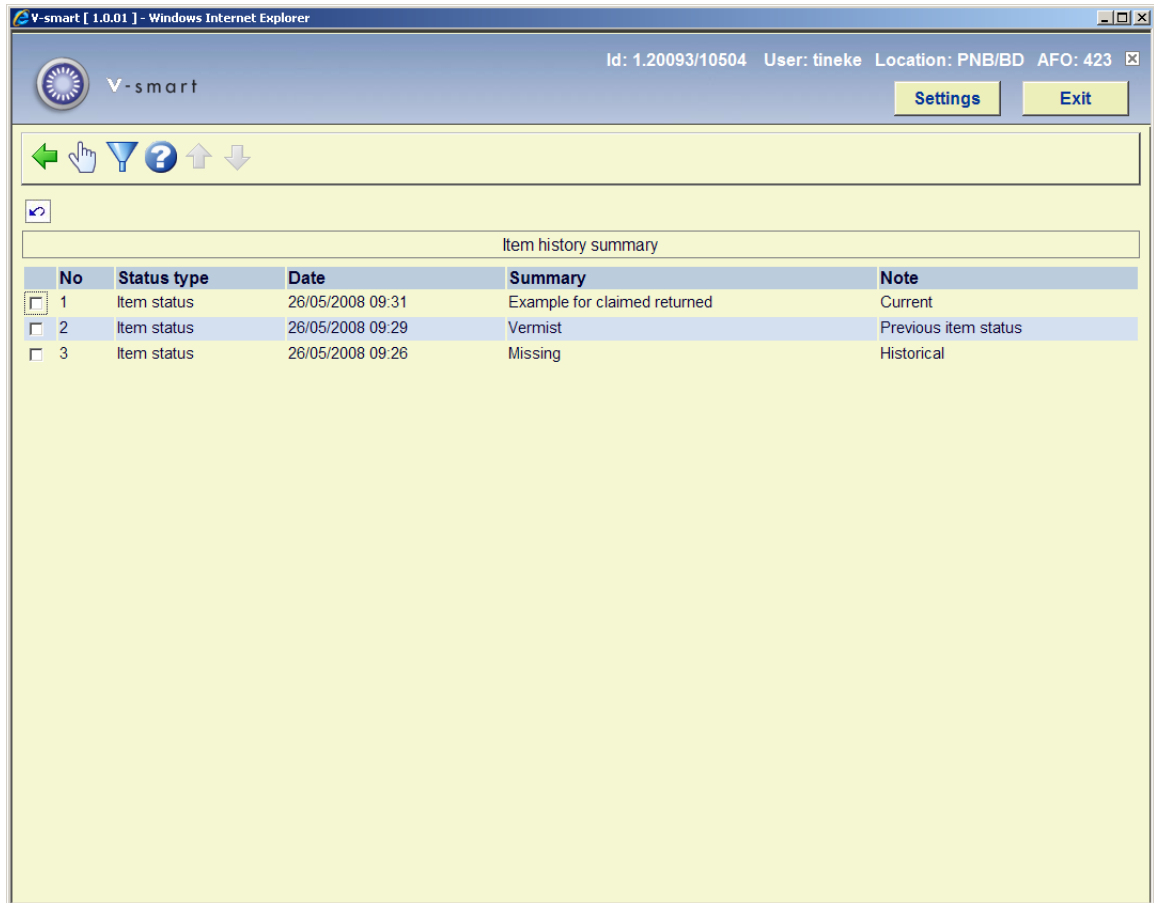 V-smart [ 1.0.01 ] - Windows Internet Explorer
Id: 1.20093/10504 User: tineke Location: PNB/BD AFO: 423
V-smart
Settings Exit
Item history summary
No Status type Date Summary Note
1 Item status 26/05/2008 09:31 Example for claimed returned Current
2 Item status 26/05/2008 09:29 Vermist Previous item status
3 Item status 26/05/2008 09:26 Missing Historical